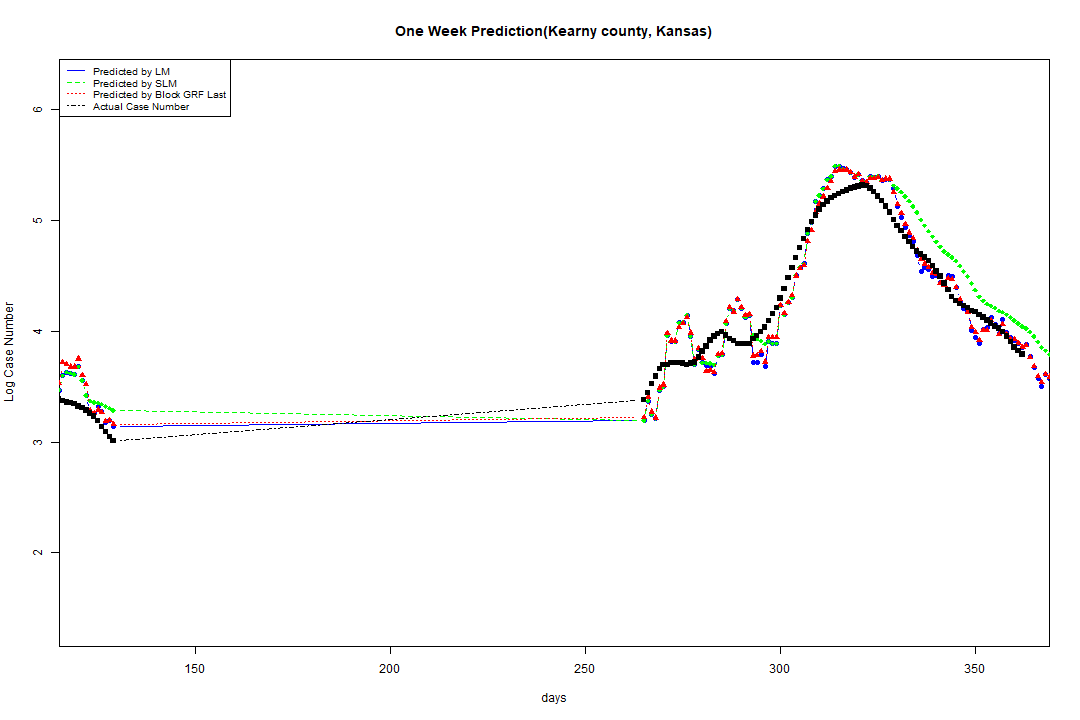 One Week Prediction(Kearny county, Kansas)
Predicted by LM
Predicted by SLM
Predicted by Block GRF Last
Actual Case Number
6
5
4
3
2
Log Case Number
150
200
250
300
350
days